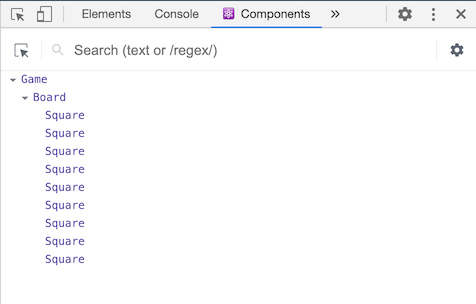 Elements Console Components »
Search (text or /regex/)
Game
Board
Square
Square
Square
Square
Square
Square
Square
Square
Square